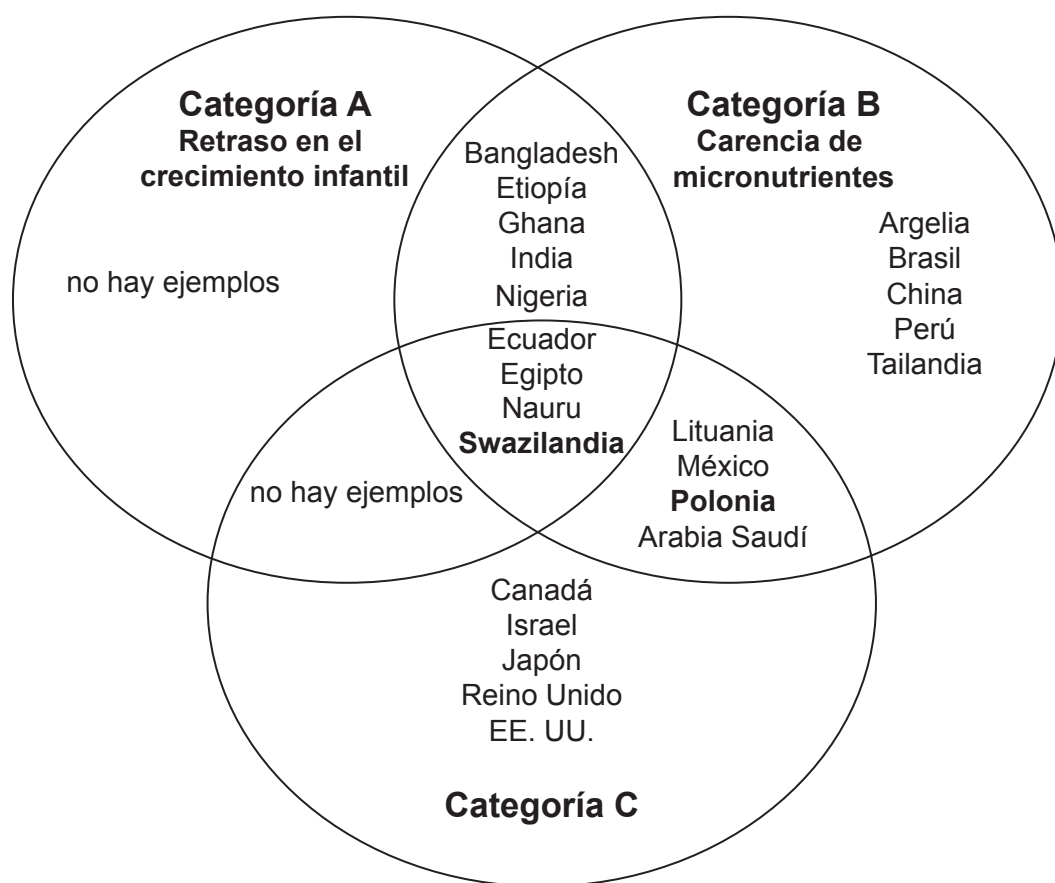 Categoría A
Retraso en el
crecimiento infantil
no hay ejemplos
Categoría B
Carencia de
micronutrientes
Argelia
Brasil
China
Perú
Tailandia
Bangladesh
Etiopía
Ghana
India
Nigeria
Ecuador
Egipto
Nauru
Swazilandia
no hay ejemplos
Lituania
México
Polonia
Arabia Saudí
Canadá
Israel
Japón
Reino Unido
EE. UU.
Categoría C